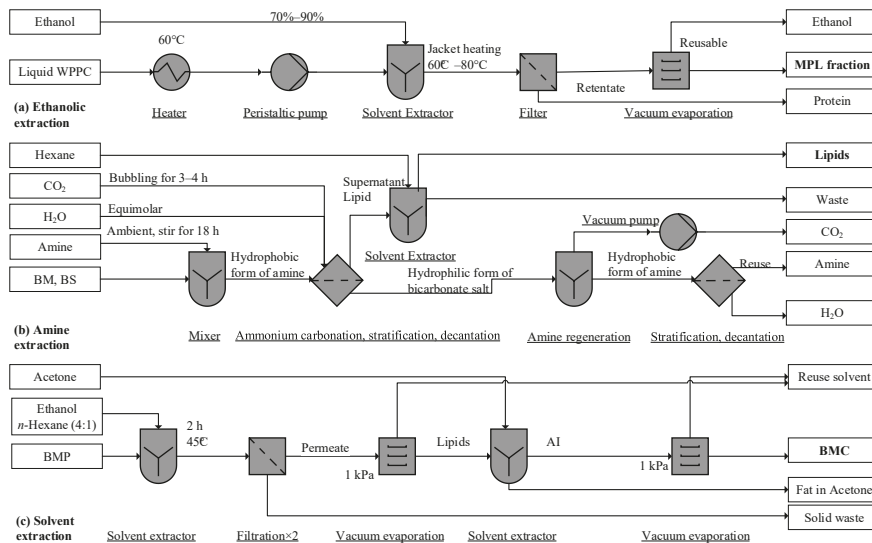 Ethanol
70%–90%
Ethanol
60°C
Jacket heating
60€ –80°C
Reusable
Liquid WPPC
MPL fraction
Retentate
Protein
(a) Ethanolic
extraction
Heater
Peristaltic pump
Solvent Extractor
Filter
Vacuum evaporation
Hexane
Lipids
CO2
Bubbling for 3–4 h
Supernatant
Lipid
Waste
H2O
Equimolar
Vacuum pump
CO2
Amine
Ambient, stir for 18 h
Solvent Extractor
Hydrophobic
form of amine
Hydrophilic form of
bicarbonate salt
Hydrophobic
form of amine
Reuse
Amine
BM, BS
H2O
(b) Amine
extraction
Mixer
Ammonium carbonation, stratification, decantation
Amine regeneration
Stratification, decantation
Acetone
Reuse solvent
Ethanol
n-Hexane (4:1)
2 h
45€
BMP
Permeate
1 kPa
Lipids
AI
1 kPa
BMC
Fat in Acetone
Solid waste
(c) Solvent
extraction
Solvent extractor
Filtration×2
Vacuum evaporation
Solvent extractor
Vacuum evaporation